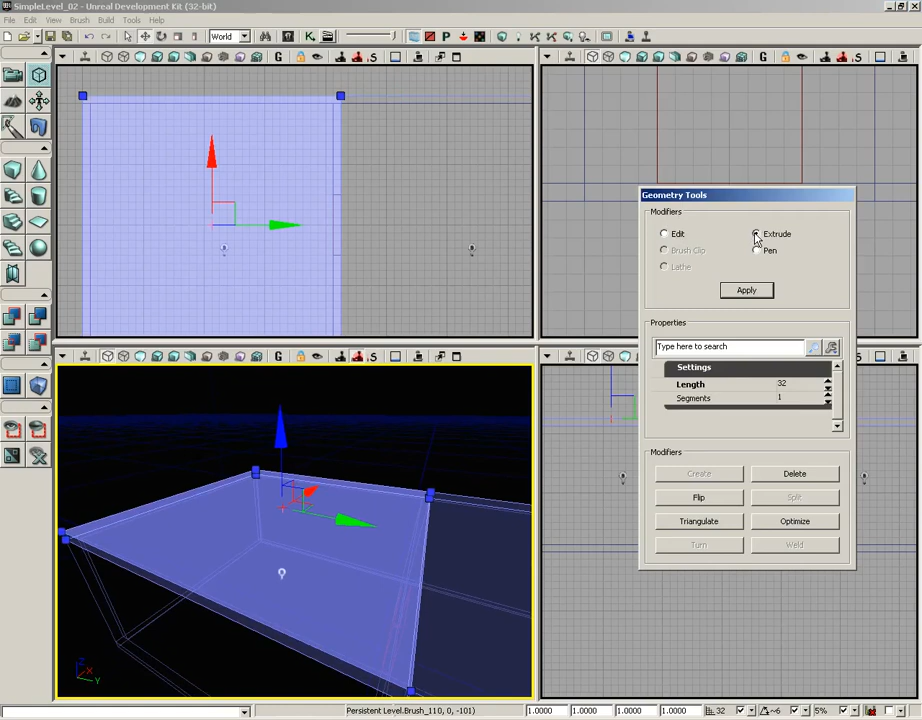 SimpleLevel_02 - Unreal Development Kit (32-bit)
File Edit View Brush Build Tools Help
World
Geometry Tools
Modifiers
Edit
Extrude
Brush Clip
Pen
Lathe
Apply
Properties
Type here to search
Settings
Length 32
Segments 1
Modifiers
Create
Delete
Flip
Split
Triangulate
Optimize
Turn
Weld
Z
X
Y
Persistent Level.Brush_110, 0, -101)
1.0000 1.0000 1.0000 1.0000 32 ~6 5%